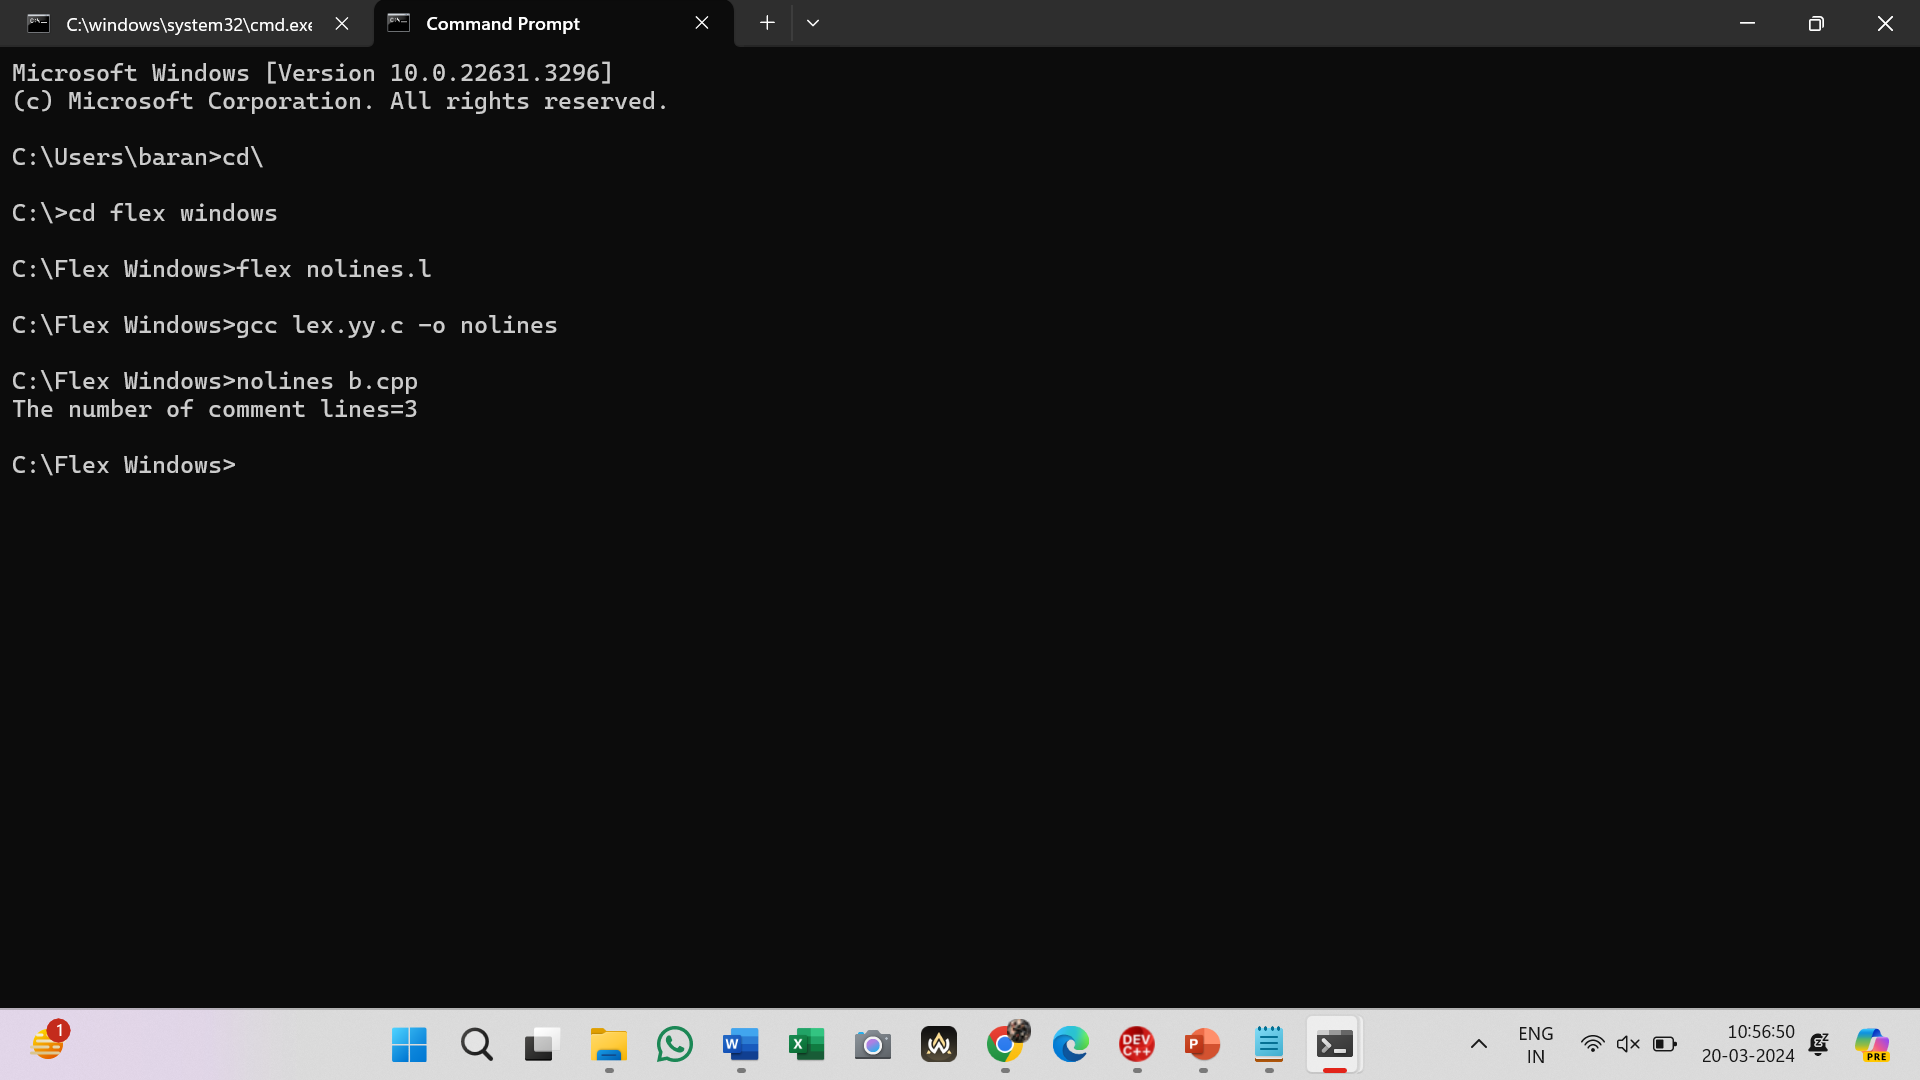 C:\windows\system32\cmd.exe
Command Prompt
Microsoft Windows [Version 10.0.22631.3296]
(c) Microsoft Corporation. All rights reserved.
C:\Users\baran>cd\
C:\>cd flex windows
C:\Flex Windows>flex nolines.l
C:\Flex Windows>gcc lex.yy.c -o nolines
C:\Flex Windows>nolines b.cpp
The number of comment lines=3
C:\Flex Windows>
1
W
X
DEV
C++
P
ENG
IN
10:56:50
20-03-2024
PRE